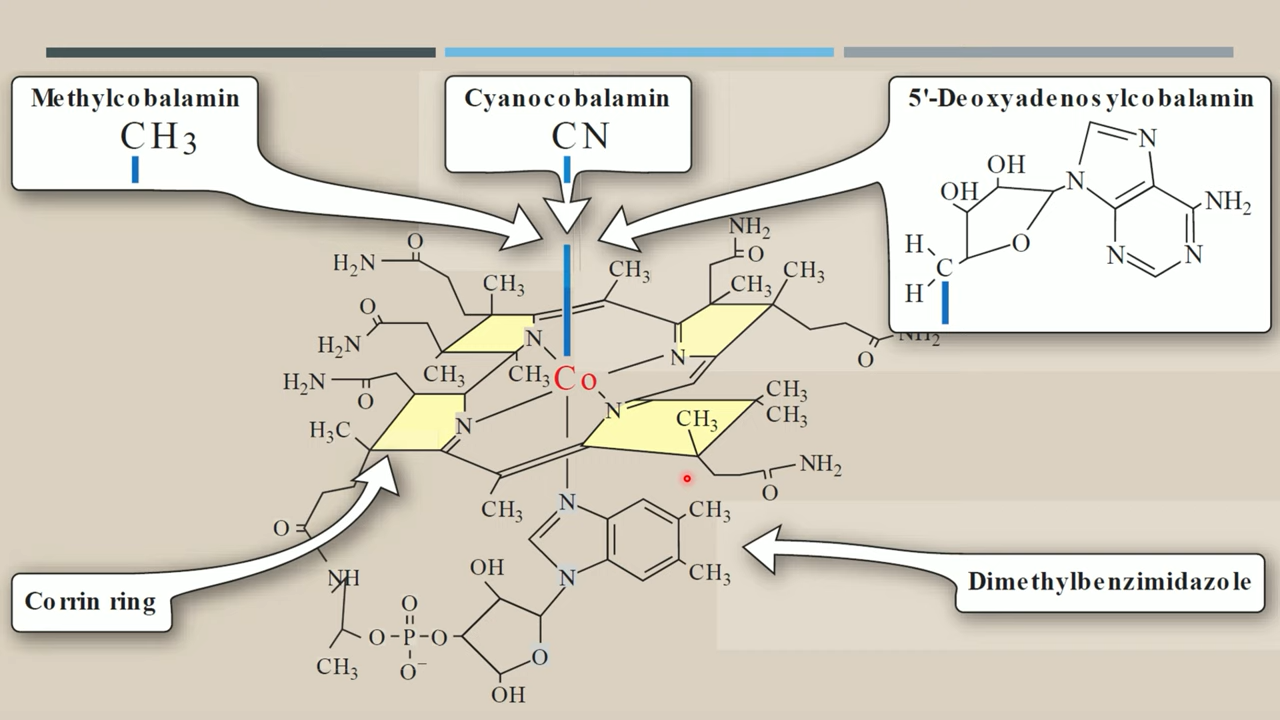 Methylcobalamin
CH3
Cyanocobalamin
CN
5'-Deoxyadenosylcobalamin
OH
OH
N
N
NH2
N
N
O
H
C
H
NH2
O
CH3
CH3
O
H2N
CH3
CH3
O
H2N
N
N
NH2
O
CH3
CH3
Co
H2N
O
N
N
CH3
CH3
CH3
H3C
NH2
O
CH3
N
CH3
O
CH3
N
NH
OH
Dimethylbenzimidazole
Corrin ring
O
O-P-O
O−
CH3
O
OH